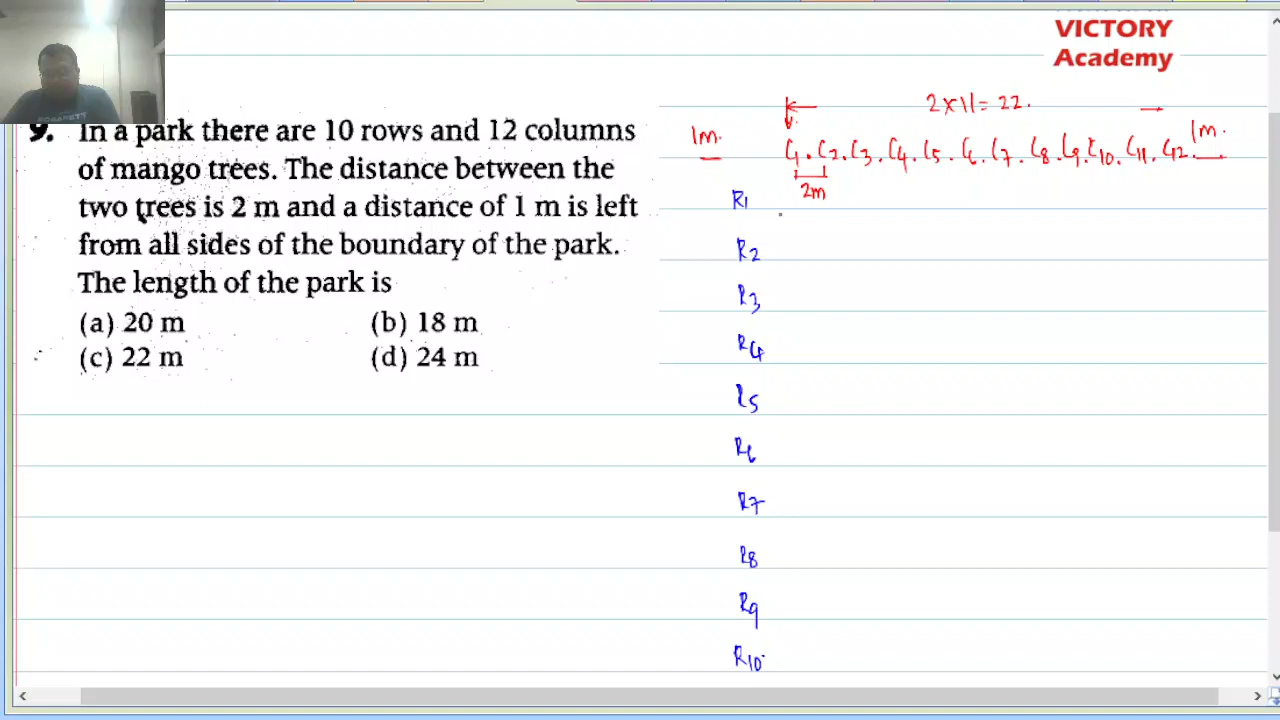 VICTORY
Academy
9. In a park there are 10 rows and 12 columns
of mango trees. The distance between the
two trees is 2 m and a distance of 1 m is left
from all sides of the boundary of the park.
The length of the park is
(a) 20 m (b) 18 m
(c) 22 m (d) 24 m
2×11=22.
1m. C1. C2. C3. C4. C5. C6. C7. C8. C9. C10. C11. C12. 1m.
2m
R1
R2
R3
R4
R5
R6
R7
R8
R9
R10